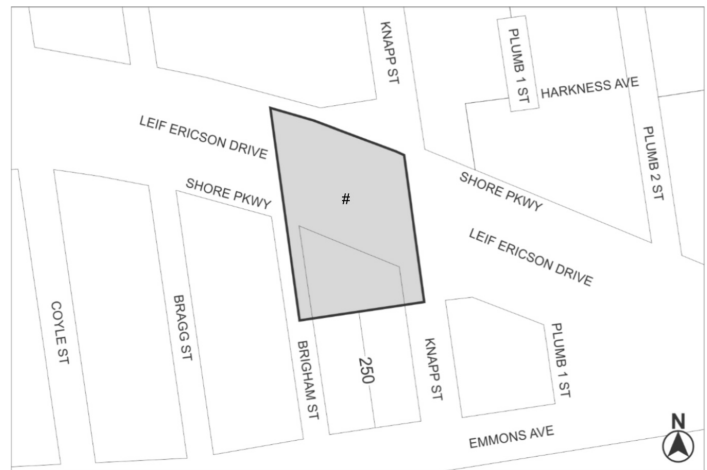 KNAPP ST
PLUMB 1 ST
HARKNESS AVE
LEIF ERICSON DRIVE
PLUMB 2 ST
SHORE PKWY
#
SHORE PKWY
LEIF ERICSON DRIVE
COYLE ST
BRAGG ST
BRIGHAM ST
250
KNAPP ST
PLUMB 1 ST
EMMONS AVE
N